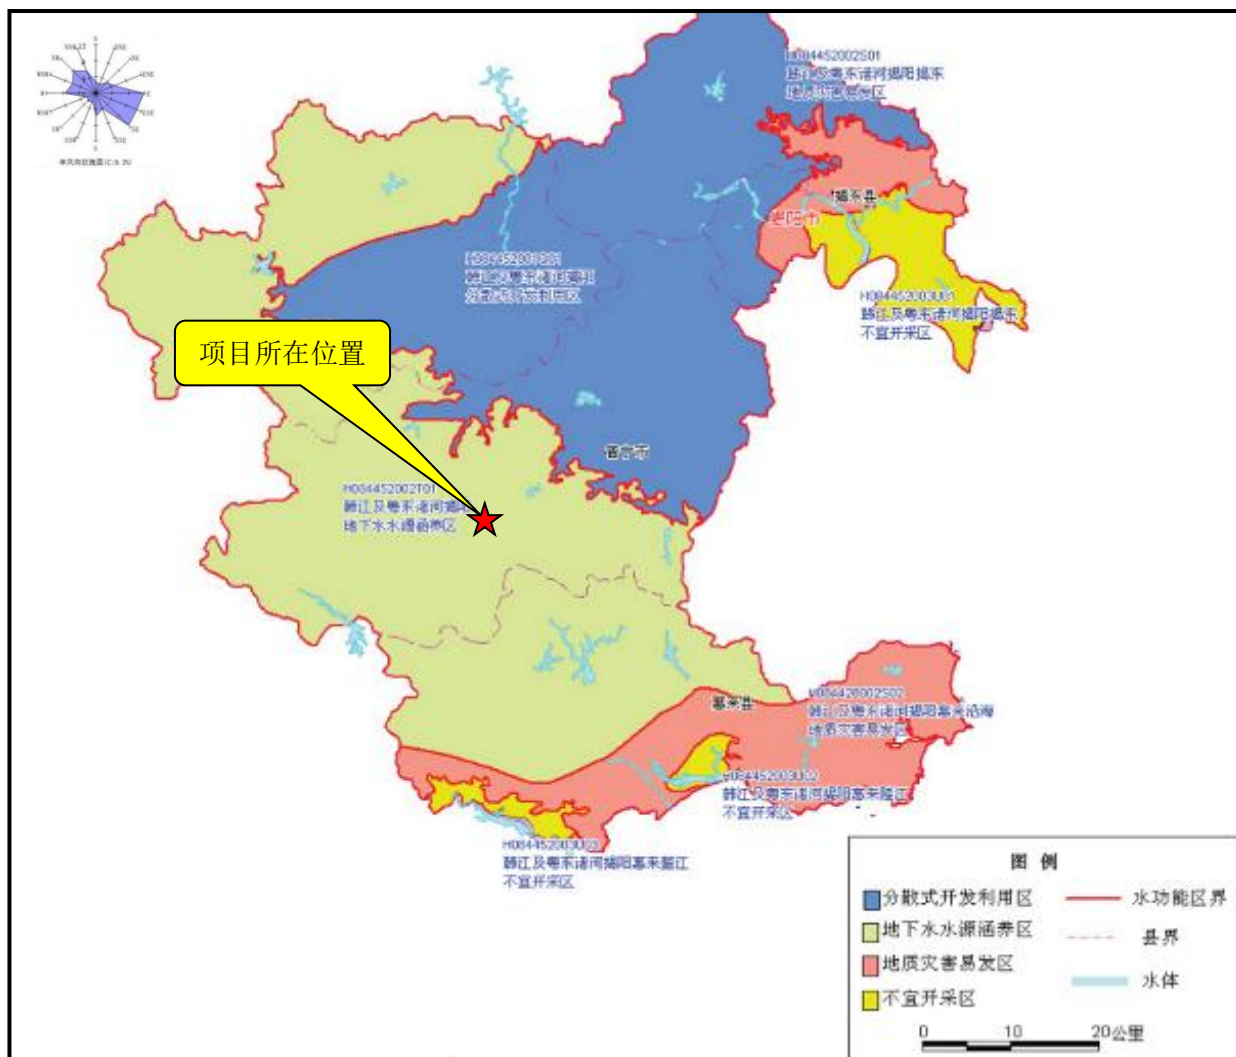 H084452002S01
韩江及粤东诸河揭阳揭东
地质灾害易发区
揭东县
揭阳市
H084452001Q01
韩江及粤东诸河揭阳
分散式开发利用区
H084452003U01
韩江及粤东诸河揭阳揭东
不宜开采区
项目所在位置
普宁市
H084452002T01
韩江及粤东诸河揭阳
地下水水源涵养区
惠来县
H084428002S02
韩江及粤东诸河揭阳惠来沿海
地质灾害易发区
H084452003U02
韩江及粤东诸河揭阳惠来隆江
不宜开采区
H084452003U03
韩江及粤东诸河揭阳惠来鳌江
不宜开采区
图 例
分散式开发利用区
水功能区界
地下水水源涵养区
县界
地质灾害易发区
水体
不宜开采区
0 10 20公里